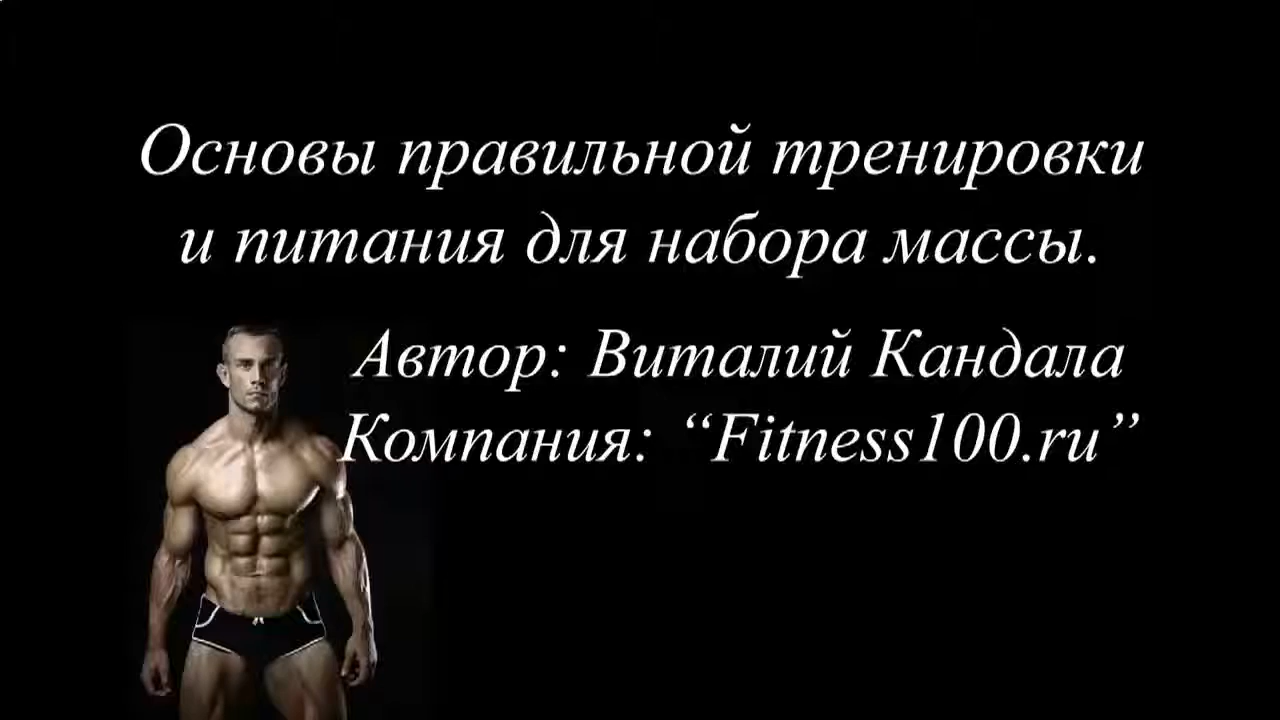 Основы правильной тренировки
и питания для набора массы.
Автор: Виталий Кандала
Компания: “Fitness100.ru”